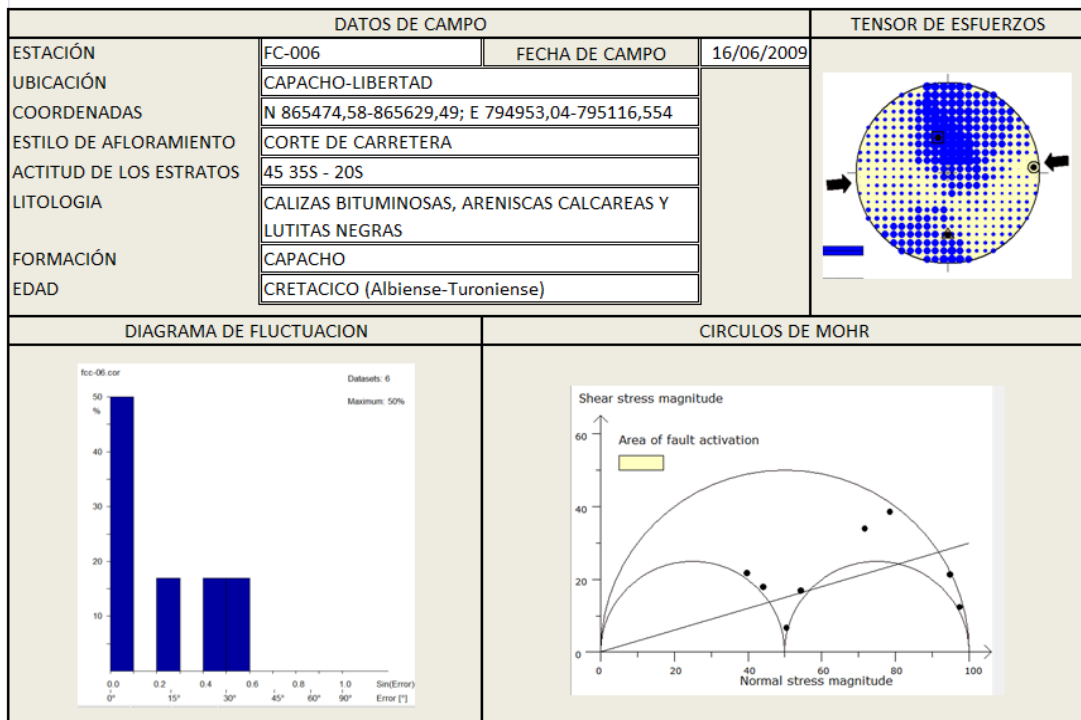 DATOS DE CAMPO
TENSOR DE ESFUERZOS
ESTACIÓN FC-006 FECHA DE CAMPO 16/06/2009
UBICACIÓN CAPACHO-LIBERTAD
COORDENADAS N 865474,58-865629,49; E 794953,04-795116,554
ESTILO DE AFLORAMIENTO CORTE DE CARRETERA
ACTITUD DE LOS ESTRATOS 45 35S - 20S
LITOLOGIA CALIZAS BITUMINOSAS, ARENISCAS CALCAREAS Y
LUTITAS NEGRAS
FORMACIÓN CAPACHO
EDAD CRETACICO (Albiense-Turoniense)
DIAGRAMA DE FLUCTUACION
CIRCULOS DE MOHR
fcc-06.cor
Datasets: 6
Maximum: 50%
50
%
40
30
20
10
0.0 0.2 0.4 0.6 0.8 1.0 Sin(Error)
0° 15° 30° 45° 60° 90° Error [°]
Shear stress magnitude
60
Area of fault activation
40
20
0
0 20 40 60 80 100
Normal stress magnitude